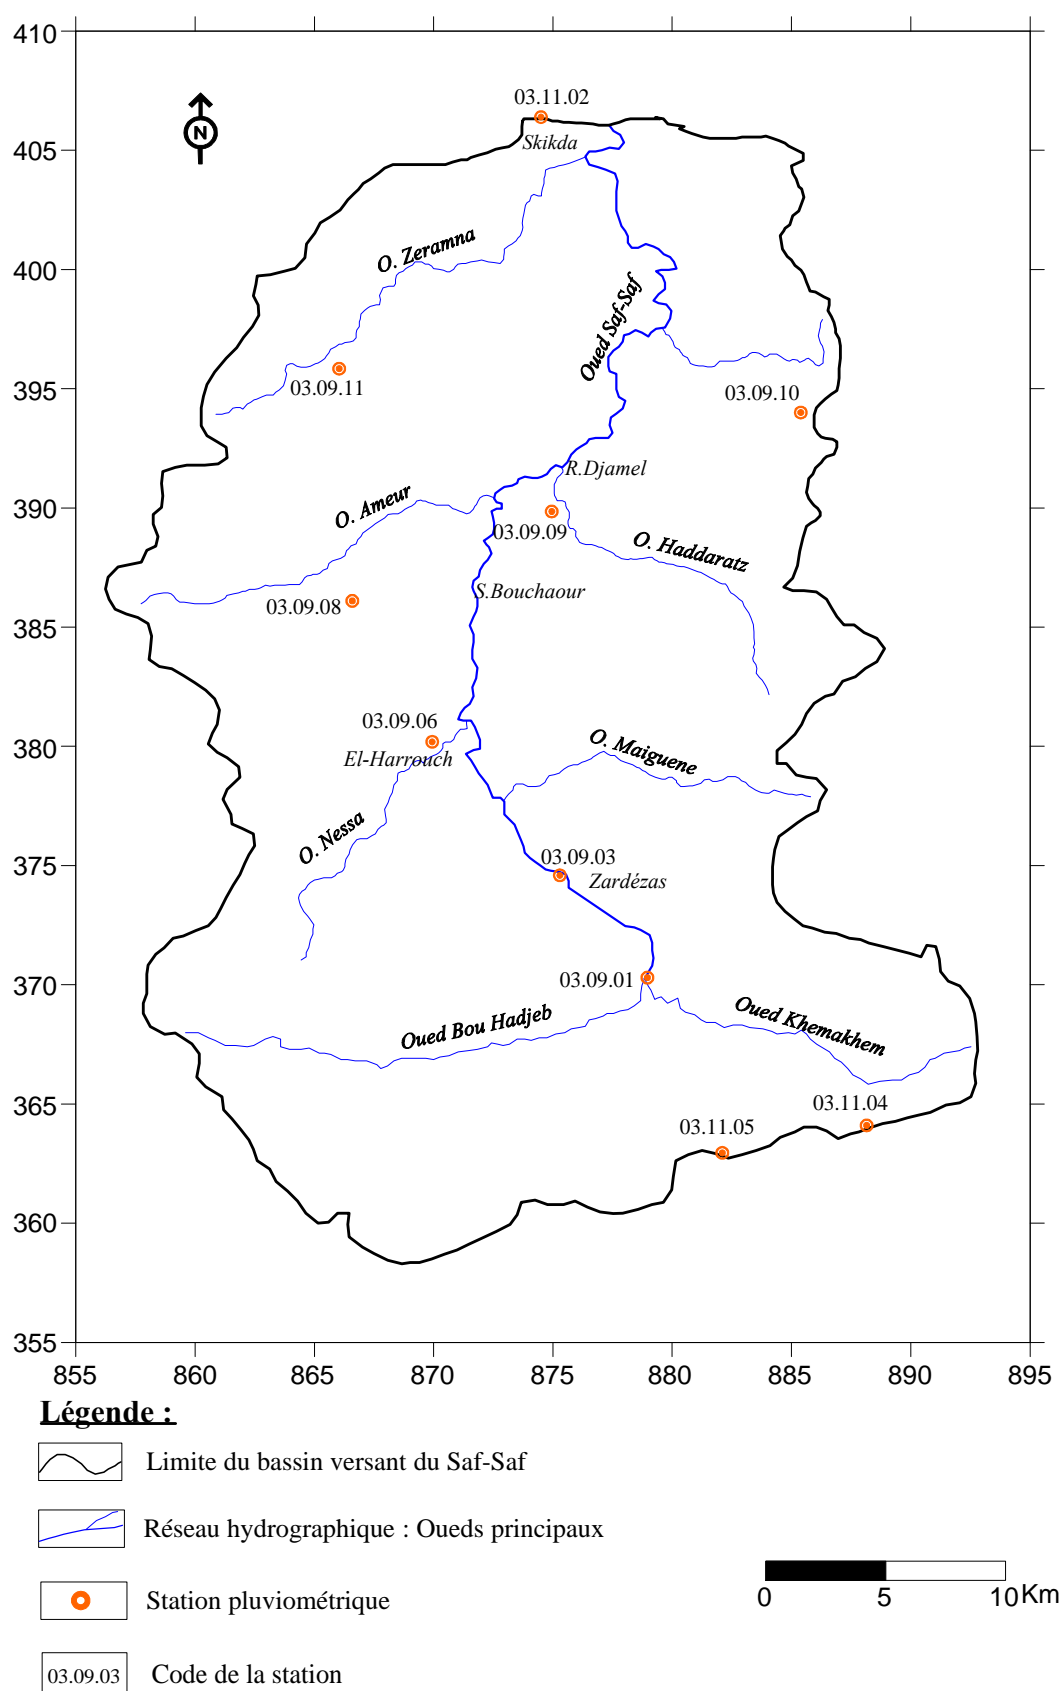 410
03.11.02
Skikda
N
405
O. Zeramna
400
Oued Saf-Saf
395
03.09.11
03.09.10
R.Djamel
390
O. Ameur
03.09.09
O. Haddaratz
S.Bouchaour
03.09.08
385
03.09.06
380
El-Harrouch
O. Maiguene
O. Nessa
375
03.09.03
Zardézas
370
03.09.01
Oued Bou Hadjeb
Oued Khemakhem
365
03.11.04
03.11.05
360
355
855 860 865 870 875 880 885 890 895
Légende :
Limite du bassin versant du Saf-Saf
Réseau hydrographique : Oueds principaux
Station pluviométrique
0 5 10Km
03.09.03 Code de la station